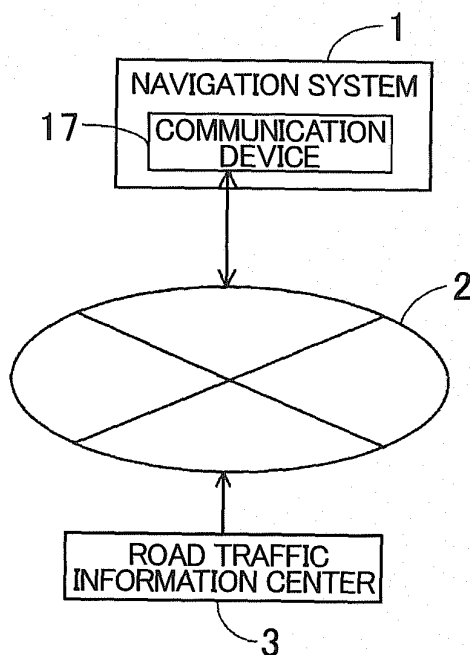 1
NAVIGATION SYSTEM
17
COMMUNICATION
DEVICE
2
ROAD TRAFFIC
INFORMATION CENTER
3